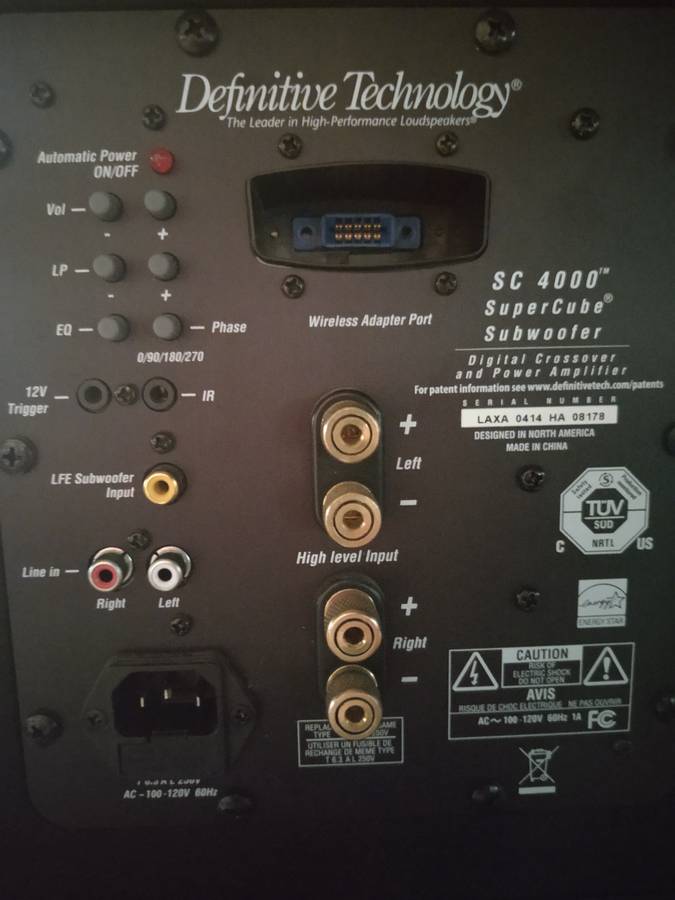 Definitive Technology®
The Leader in High-Performance Loudspeakers®
Automatic Power
ON/OFF
Vol
- +
LP
- +
EQ
Phase
0/90/180/270
12V
Trigger
IR
LFE Subwoofer
Input
Line in
Right
Left
AC ~ 100-120V 60Hz
Wireless Adapter Port
+
Left
-
High level Input
+
Right
-
UTILISER UN FUSIBLE DE
RECHANGE DE MEME TYPE
T 6.3 A L 250V
SC 4000™
SuperCube®
Subwoofer
Digital Crossover
and Power Amplifier
For patent information see www.definitivetech.com/patents
SERIAL NUMBER
LAXA 0414 HA 08178
DESIGNED IN NORTH AMERICA
MADE IN CHINA
TÜV
SÜD
C NRTL US
energy
ENERGY STAR
CAUTION
RISK OF
ELECTRIC SHOCK
DO NOT OPEN
AVIS
RISQUE DE CHOC ELECTRIQUE NE PAS OUVRIR
AC ~ 100-120V 60Hz 1A FC